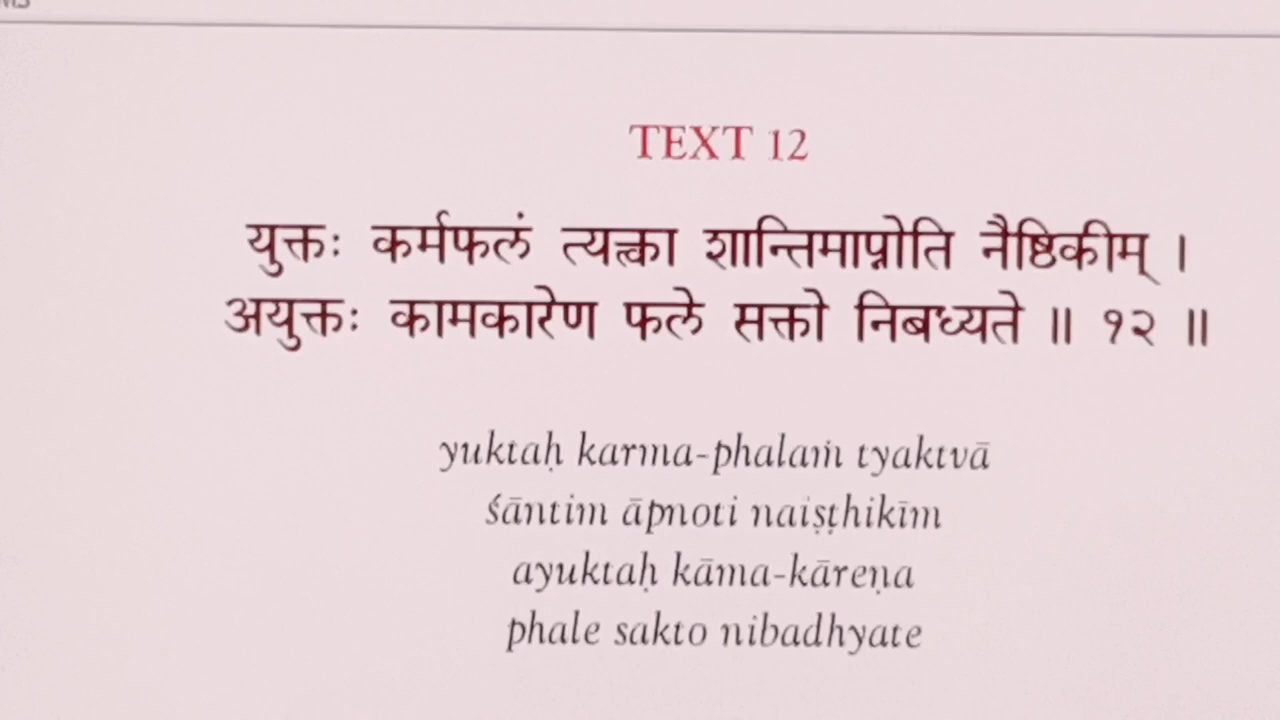 TEXT 12
युक्तः कर्मफलं त्यक्त्वा शान्तिमाप्नोति नैष्ठिकीम् ।
अयुक्तः कामकारेण फले सक्तो निबध्यते ॥ १२ ॥
yuktaḥ karma-phalaṁ tyaktvā
śāntim āpnoti naiṣṭhikīm
ayuktaḥ kāma-kāreṇa
phale sakto nibadhyate